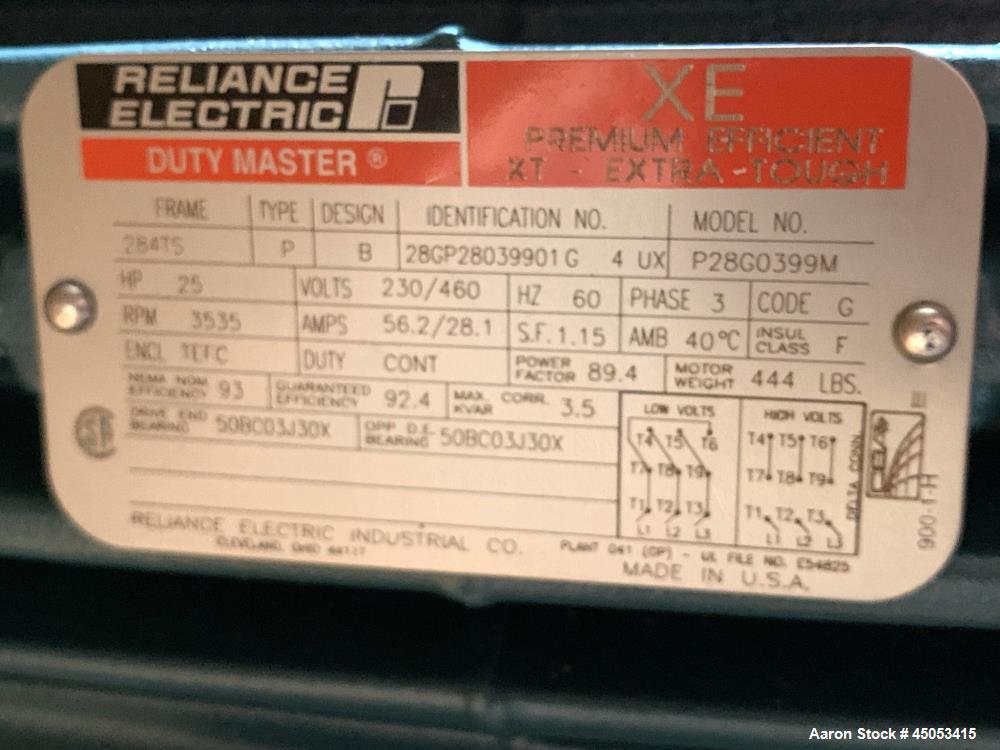 RELIANCE
ELECTRIC
DUTY MASTER ®
XE
PREMIUM EFFICIENT
XT - EXTRA-TOUGH
FRAME TYPE DESIGN IDENTIFICATION NO. MODEL NO.
284TS P B 28GP28039901 G 4 UX P28G0399M
HP 25 VOLTS 230/460 HZ 60 PHASE 3 CODE G
RPM 3535 AMPS 56.2/28.1 S.F. 1.15 AMB 40°C INSUL CLASS F
ENCL TEFC DUTY CONT POWER FACTOR 89.4 MOTOR WEIGHT 444 LBS.
NEMA NOM EFFICIENCY 93 GUARANTEED EFFICIENCY 92.4 MAX. CORR. KVAR 3.5
DRIVE END BEARING 50BC03J30X OPP D.E. BEARING 50BC03J30X
LOW VOLTS HIGH VOLTS
T4 T5 T6 T4 T5 T6
T7 T8 T9 T7 T8 T9
T1 T2 T3 T1 T2 T3
L1 L2 L3 L1 L2 L3
DELTA CONN
900-1-H
RELIANCE ELECTRIC INDUSTRIAL CO.
CLEVELAND, OHIO 44117
PLANT 041 (GP) - UL FILE NO. E54825
MADE IN U.S.A.
Aaron Stock # 45053415